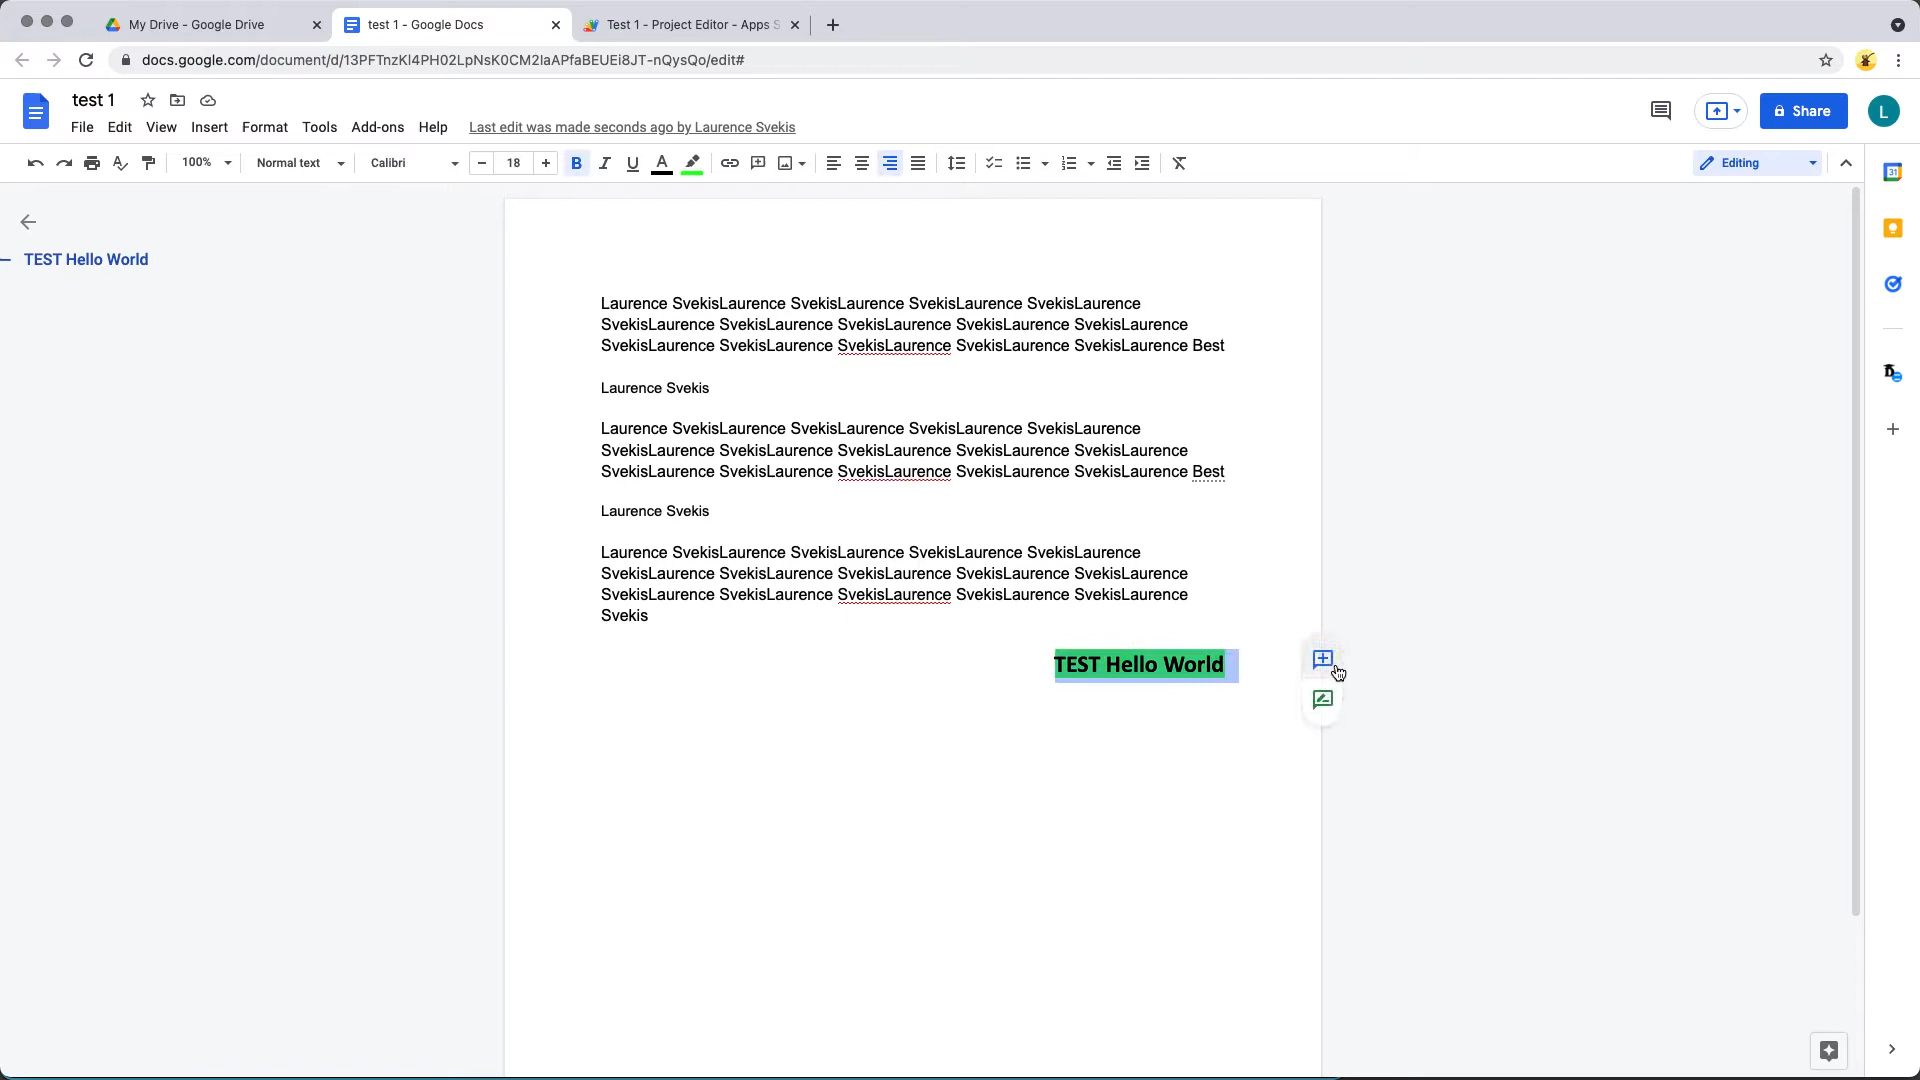 My Drive - Google Drive
test 1 - Google Docs
Test 1 - Project Editor - Apps S
docs.google.com/document/d/13PFTnzKl4PH02LpNsK0CM2IaAPfaBEUEi8JT-nQysQo/edit#
test 1
File Edit View Insert Format Tools Add-ons Help Last edit was made seconds ago by Laurence Svekis
Share
L
100% Normal text Calibri 18 B I U A Editing
31
TEST Hello World
Laurence SvekisLaurence SvekisLaurence SvekisLaurence SvekisLaurence
SvekisLaurence SvekisLaurence SvekisLaurence SvekisLaurence SvekisLaurence
SvekisLaurence SvekisLaurence SvekisLaurence SvekisLaurence SvekisLaurence Best
Laurence Svekis
Laurence SvekisLaurence SvekisLaurence SvekisLaurence SvekisLaurence
SvekisLaurence SvekisLaurence SvekisLaurence SvekisLaurence SvekisLaurence
SvekisLaurence SvekisLaurence SvekisLaurence SvekisLaurence SvekisLaurence Best
Laurence Svekis
Laurence SvekisLaurence SvekisLaurence SvekisLaurence SvekisLaurence
SvekisLaurence SvekisLaurence SvekisLaurence SvekisLaurence SvekisLaurence
SvekisLaurence SvekisLaurence SvekisLaurence SvekisLaurence SvekisLaurence
Svekis
TEST Hello World